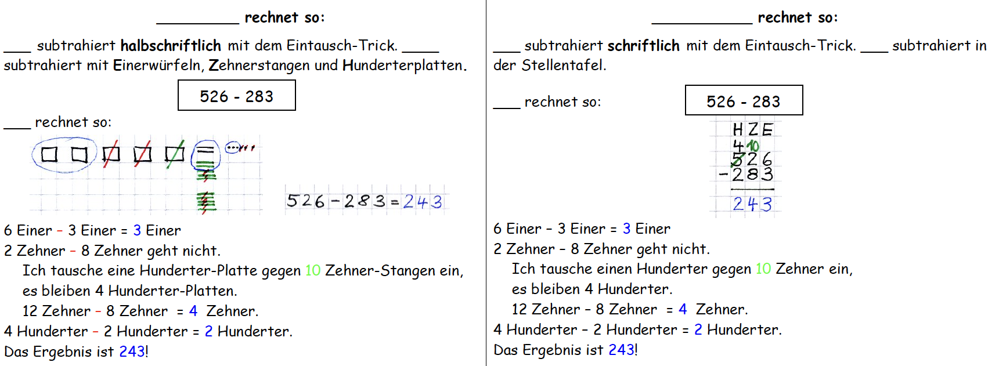 _________ rechnet so:
___ subtrahiert halbschriftlich mit dem Eintausch-Trick. ____
subtrahiert mit Einerwürfeln, Zehnerstangen und Hunderterplatten.
526 - 283
___ rechnet so:
526-283=243
6 Einer – 3 Einer = 3 Einer
2 Zehner – 8 Zehner geht nicht.
Ich tausche eine Hunderter-Platte gegen 10 Zehner-Stangen ein,
es bleiben 4 Hunderter-Platten.
12 Zehner – 8 Zehner = 4 Zehner.
4 Hunderter – 2 Hunderter = 2 Hunderter.
Das Ergebnis ist 243!
___________ rechnet so:
___ subtrahiert schriftlich mit dem Eintausch-Trick. ___ subtrahiert in
der Stellentafel.
526 - 283
___ rechnet so:
H Z E
4 10
5 2 6
- 2 8 3
2 4 3
6 Einer – 3 Einer = 3 Einer
2 Zehner – 8 Zehner geht nicht.
Ich tausche einen Hunderter gegen 10 Zehner ein,
es bleiben 4 Hunderter.
12 Zehner – 8 Zehner = 4 Zehner.
4 Hunderter – 2 Hunderter = 2 Hunderter.
Das Ergebnis ist 243!